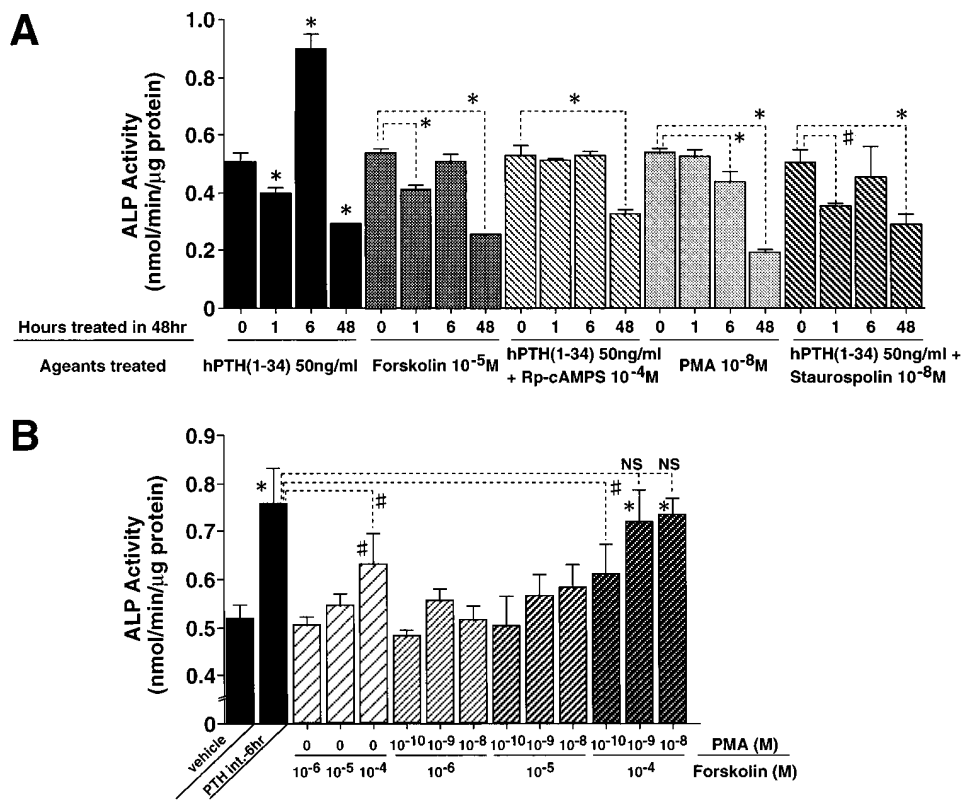 A
ALP Activity
(nmol/min/µg protein)
1.0
0.8
0.6
0.4
0.2
0
*
*
*
*
*
*
*
*
#
*
Hours treated in 48hr
0 1 6 48 0 1 6 48 0 1 6 48 0 1 6 48 0 1 6 48
Ageants treated
hPTH(1-34) 50ng/ml
Forskolin 10-5M
hPTH(1-34) 50ng/ml
+ Rp-cAMPS 10-4M
PMA 10-8M
hPTH(1-34) 50ng/ml +
Staurospolin 10-8M
B
ALP Activity
(nmol/min/µg protein)
0.9
0.8
0.7
0.6
0.5
0.4
0
*
#
#
#
NS NS
* *
vehicle
PTH int.-6hr
0 0 0 10-10 10-9 10-8 10-10 10-9 10-8 10-10 10-9 10-8 PMA (M)
10-6 10-5 10-4 10-6 10-5 10-4 Forskolin (M)